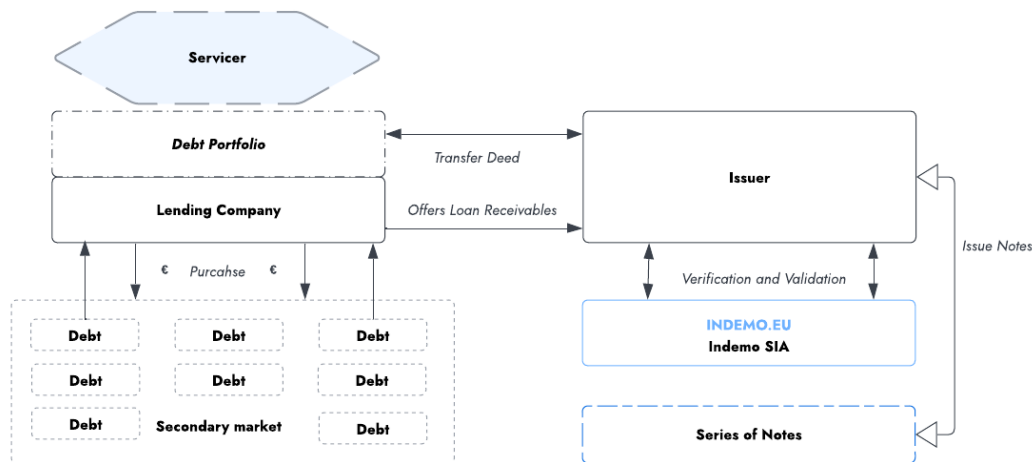 Servicer
Debt Portfolio
Transfer Deed
Issuer
Lending Company
Offers Loan Receivables
Issue Notes
€ Purcahse €
Verification and Validation
Debt Debt Debt
INDEMO.EU
Indemo SIA
Debt Debt Debt
Debt Secondary market Debt
Series of Notes